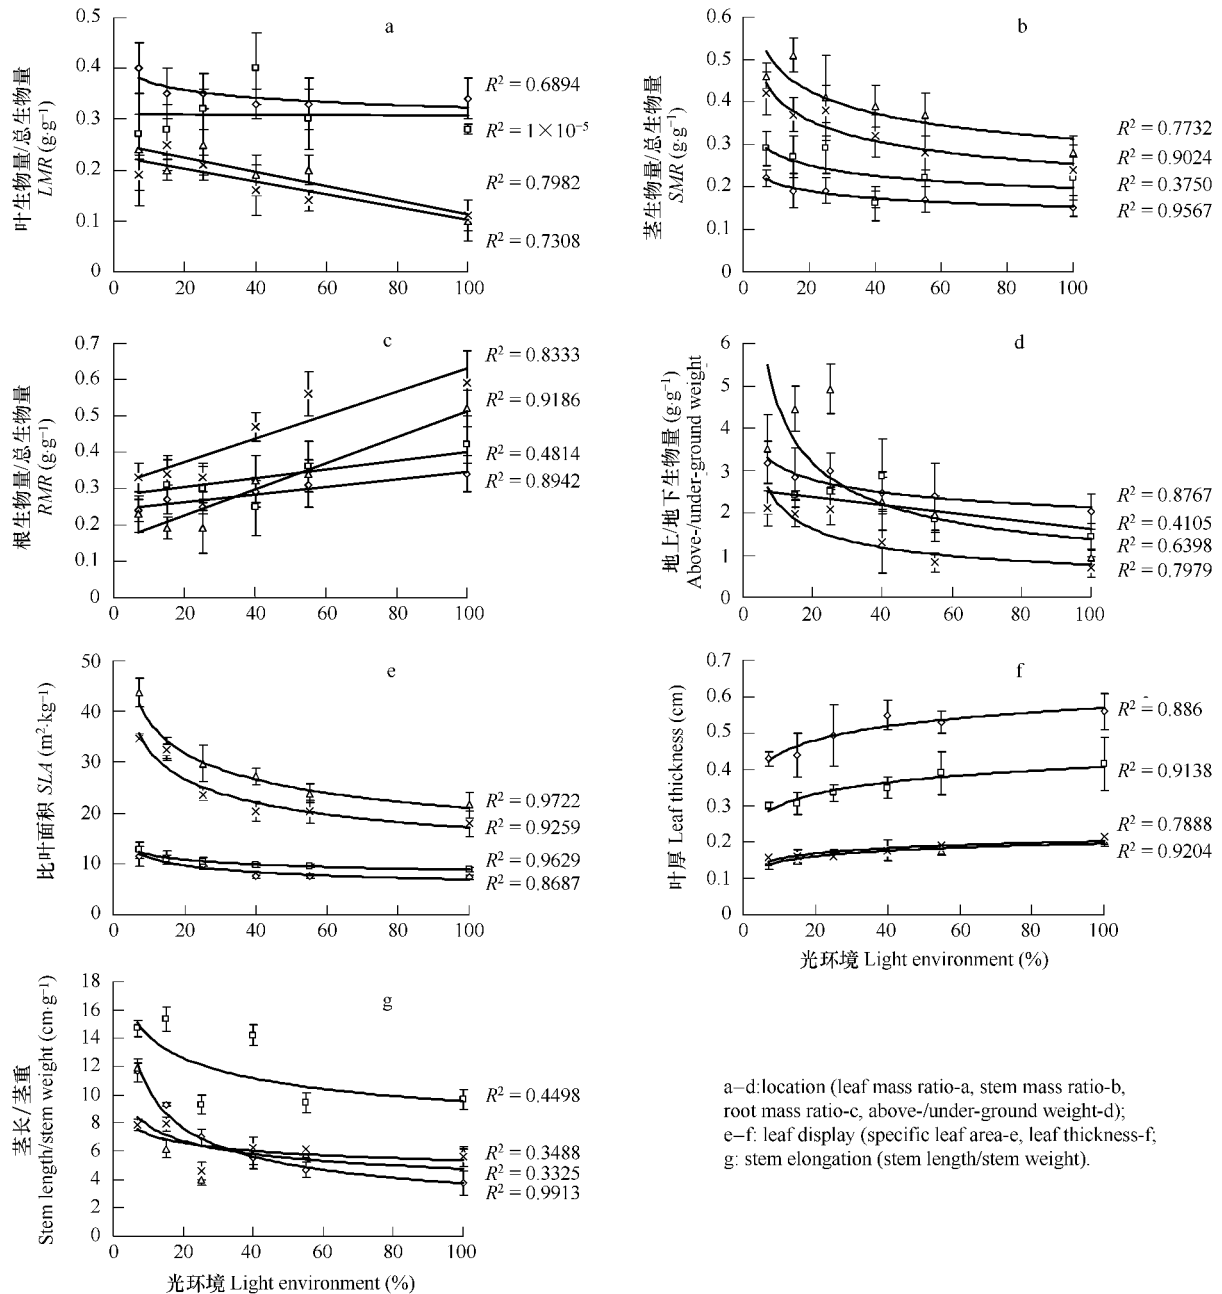 a
叶生物量/总生物量
LMR (g·g⁻¹)
0.5
0.4
0.3
0.2
0.1
0
0 20 40 60 80 100
R² = 0.6894
R² = 1×10⁻⁵
R² = 0.7982
R² = 0.7308
b
茎生物量/总生物量
SMR (g·g⁻¹)
0.6
0.5
0.4
0.3
0.2
0.1
0
0 20 40 60 80 100
R² = 0.7732
R² = 0.9024
R² = 0.3750
R² = 0.9567
c
根生物量/总生物量
RMR (g·g⁻¹)
0.7
0.6
0.5
0.4
0.3
0.2
0.1
0
0 20 40 60 80 100
R² = 0.8333
R² = 0.9186
R² = 0.4814
R² = 0.8942
d
地上/地下生物量 (g·g⁻¹)
Above-/under-ground weight
6
5
4
3
2
1
0
0 20 40 60 80 100
R² = 0.8767
R² = 0.4105
R² = 0.6398
R² = 0.7979
e
比叶面积 SLA (m²·kg⁻¹)
50
40
30
20
10
0
0 20 40 60 80 100
R² = 0.9722
R² = 0.9259
R² = 0.9629
R² = 0.8687
f
叶厚 Leaf thickness (cm)
0.7
0.6
0.5
0.4
0.3
0.2
0.1
0
0 20 40 60 80 100
R² = 0.886
R² = 0.9138
R² = 0.7888
R² = 0.9204
光环境 Light environment (%)
g
茎长/茎重
Stem length/stem weight (cm·g⁻¹)
18
16
14
12
10
8
6
4
2
0
0 20 40 60 80 100
R² = 0.4498
R² = 0.3488
R² = 0.3325
R² = 0.9913
光环境 Light environment (%)
a–d:location (leaf mass ratio-a, stem mass ratio-b,
root mass ratio-c, above-/under-ground weight-d);
e–f: leaf display (specific leaf area-e, leaf thickness-f;
g: stem elongation (stem length/stem weight).